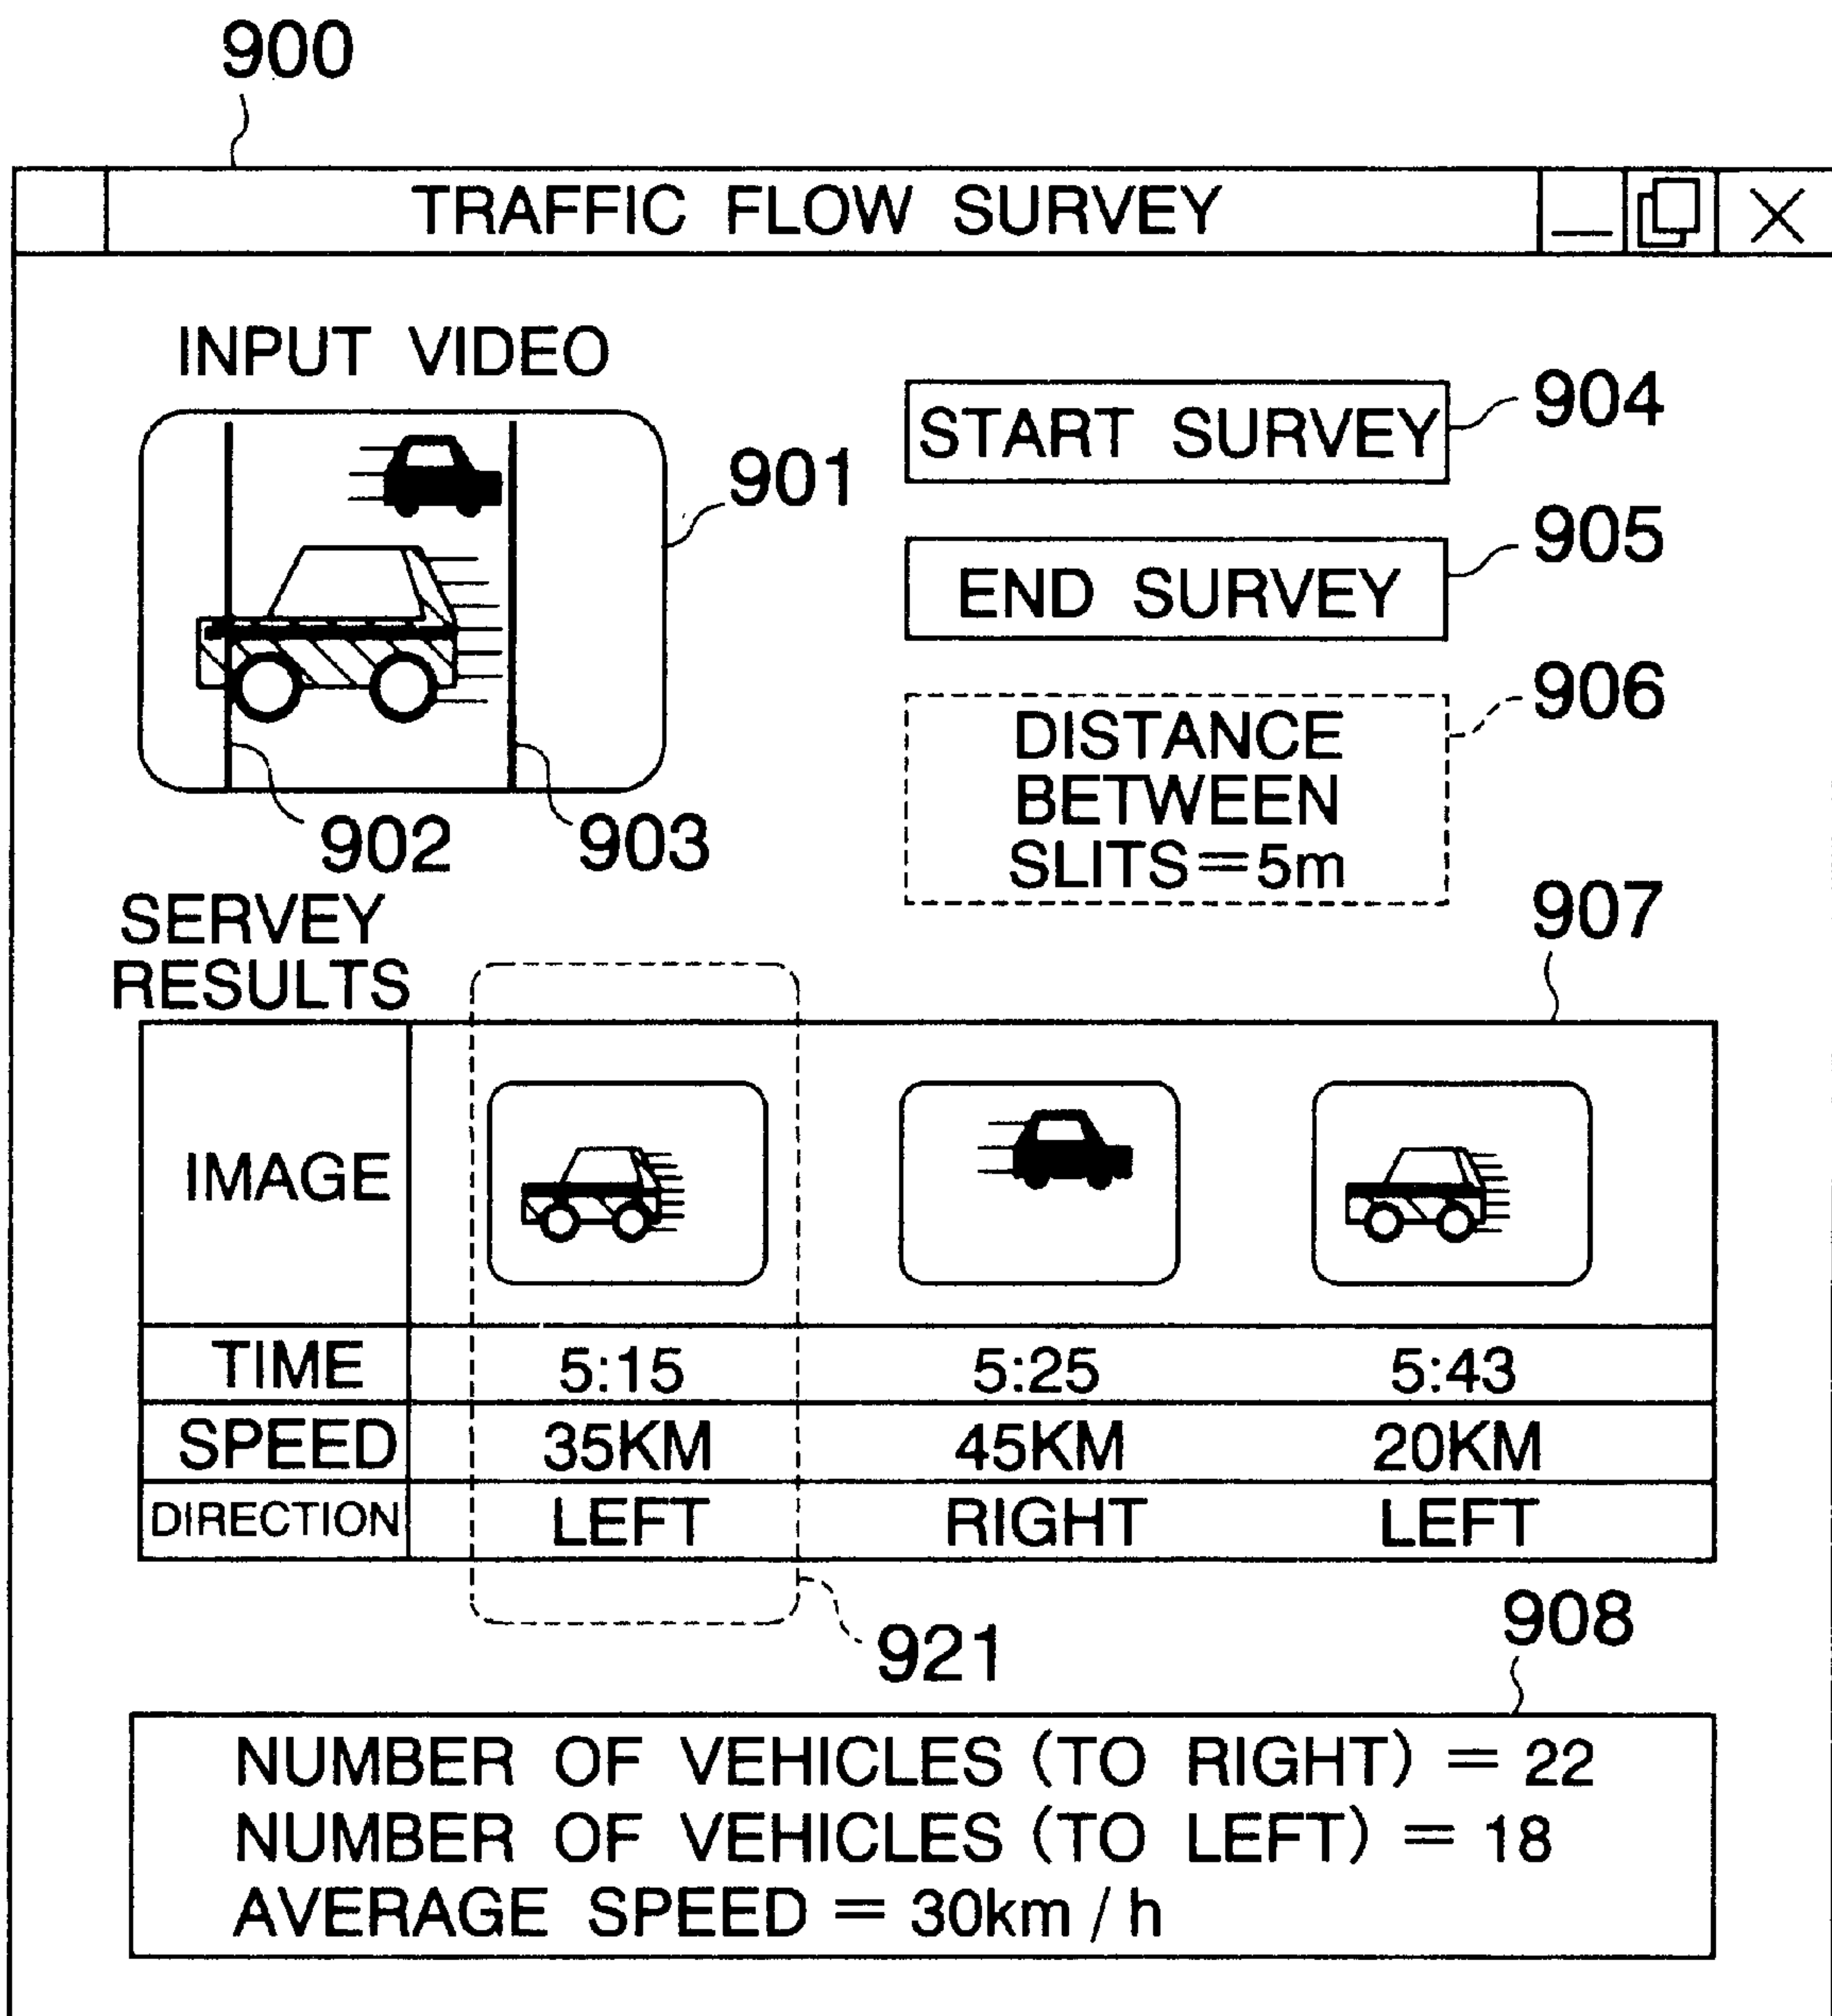 900
TRAFFIC FLOW SURVEY
INPUT VIDEO
901
902
903
START SURVEY
904
END SURVEY
905
DISTANCE
BETWEEN
SLITS=5m
906
SERVEY
RESULTS
907
IMAGE
TIME 5:15 5:25 5:43
SPEED 35KM 45KM 20KM
DIRECTION LEFT RIGHT LEFT
921
908
NUMBER OF VEHICLES (TO RIGHT) = 22
NUMBER OF VEHICLES (TO LEFT) = 18
AVERAGE SPEED = 30km / h